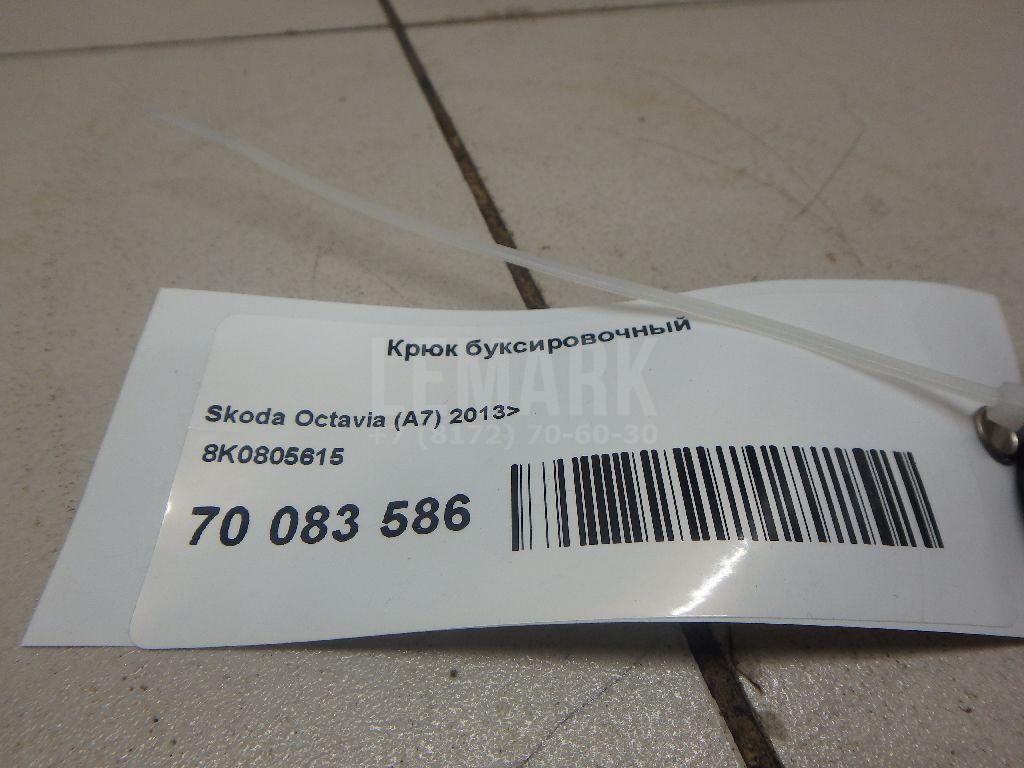 Крюк буксировочный
LEMARK
Skoda Octavia (A7) 2013>
+7 (8172) 70-60-30
8K0805615
70 083 586